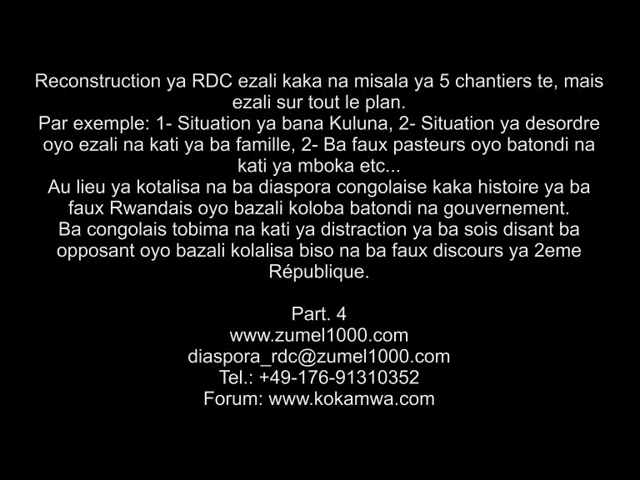 Reconstruction ya RDC ezali kaka na misala ya 5 chantiers te, mais
ezali sur tout le plan.
Par exemple: 1- Situation ya bana Kuluna, 2- Situation ya desordre
oyo ezali na kati ya ba famille, 2- Ba faux pasteurs oyo batondi na
kati ya mboka etc...
Au lieu ya kotalisa na ba diaspora congolaise kaka histoire ya ba
faux Rwandais oyo bazali koloba batondi na gouvernement.
Ba congolais tobima na kati ya distraction ya ba sois disant ba
opposant oyo bazali kolalisa biso na ba faux discours ya 2eme
République.
Part. 4
www.zumel1000.com
diaspora_rdc@zumel1000.com
Tel.: +49-176-91310352
Forum: www.kokamwa.com